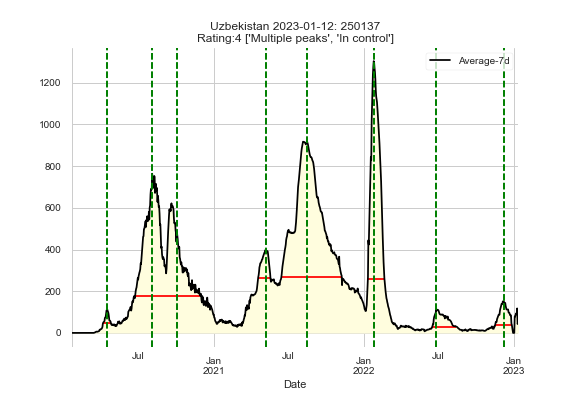 Uzbekistan 2023-01-12: 250137
Rating:4 ['Multiple peaks', 'In control']
Average-7d
1200
1000
800
600
400
200
0
Jul
Jan
2021
Jul
Jan
2022
Jul
Jan
2023
Date